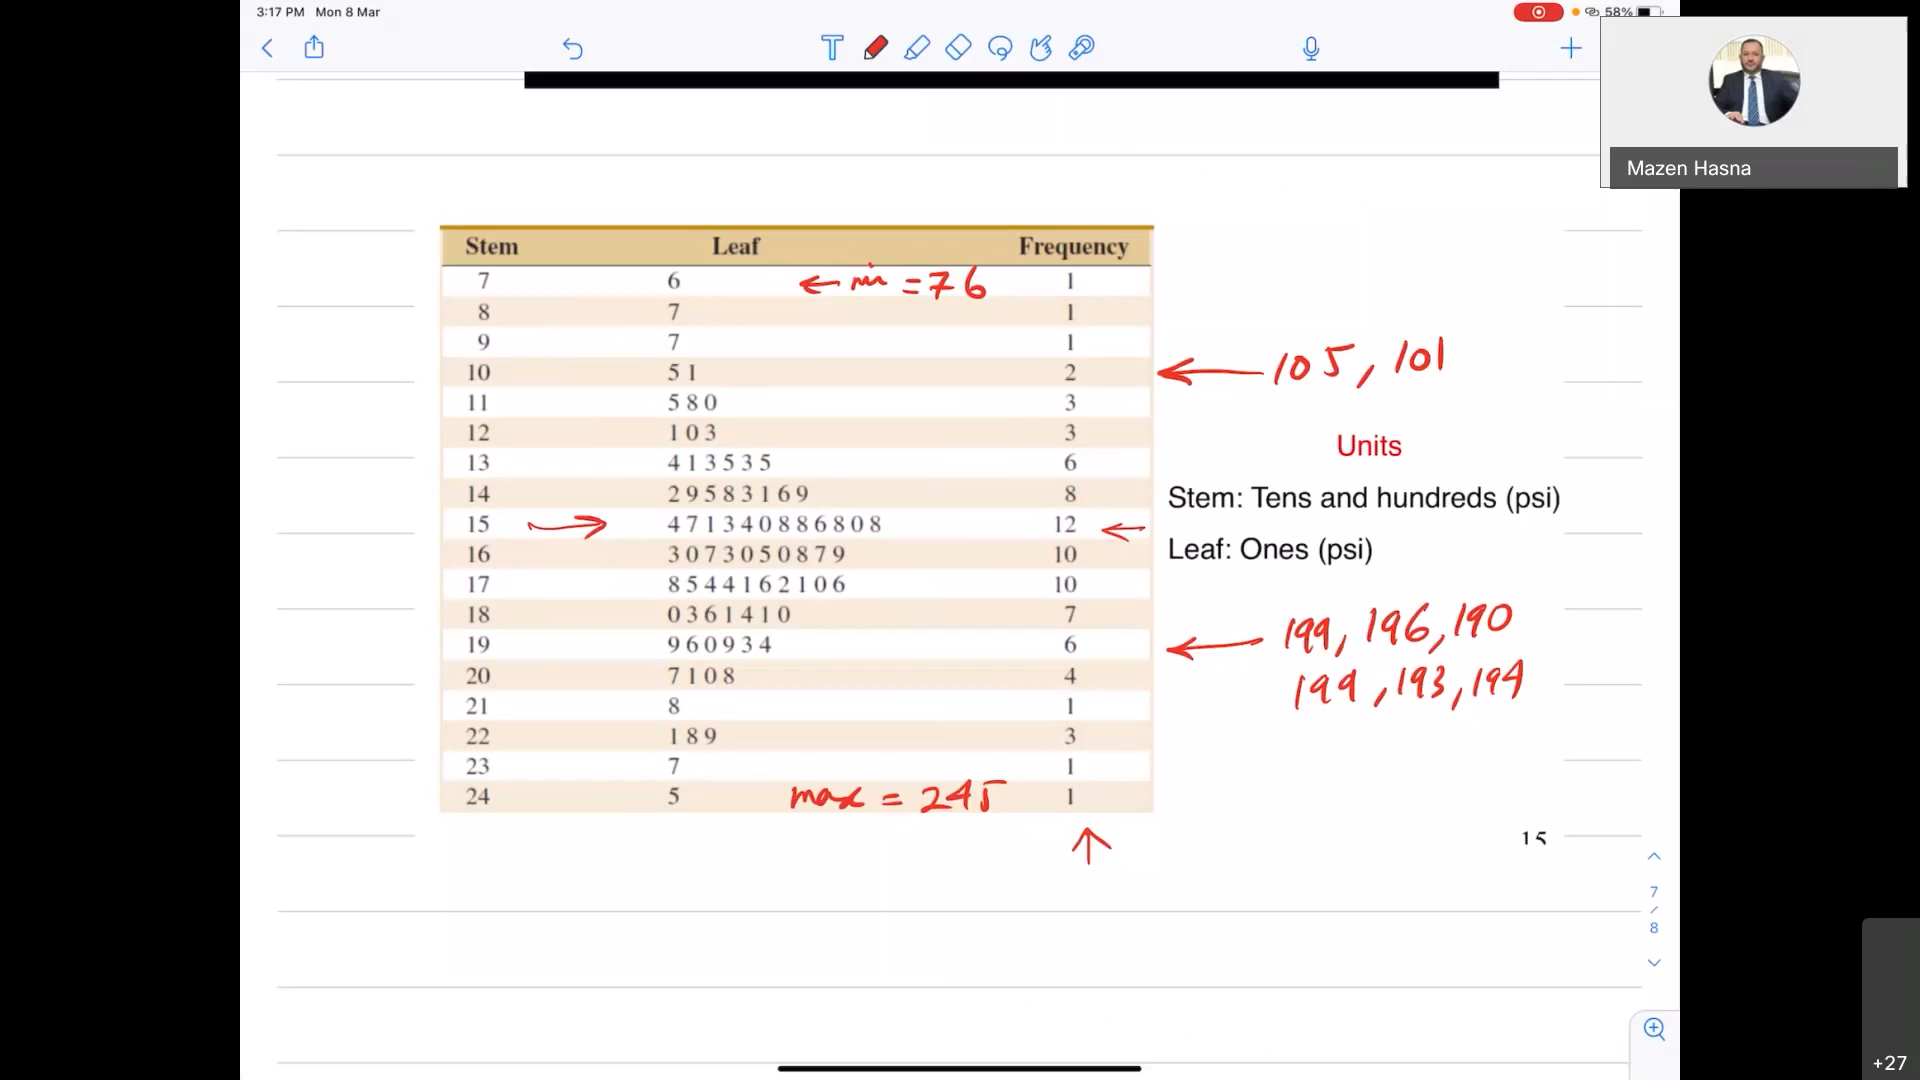 3:17 PM Mon 8 Mar
58%
Mazen Hasna
Stem Leaf Frequency
7 6 ← min = 76 1
8 7 1
9 7 1
10 5 1 2 ← 105, 101
11 5 8 0 3
12 1 0 3 3
13 4 1 3 5 3 5 6
14 2 9 5 8 3 1 6 9 8
15 → 4 7 1 3 4 0 8 8 6 8 0 8 12 ←
16 3 0 7 3 0 5 0 8 7 9 10
17 8 5 4 4 1 6 2 1 0 6 10
18 0 3 6 1 4 1 0 7
19 9 6 0 9 3 4 6 ← 199, 196, 190
199, 193, 194
20 7 1 0 8 4
21 8 1
22 1 8 9 3
23 7 1
24 5 max = 245 1
↑
Units
Stem: Tens and hundreds (psi)
Leaf: Ones (psi)
15
7
/
8
+27